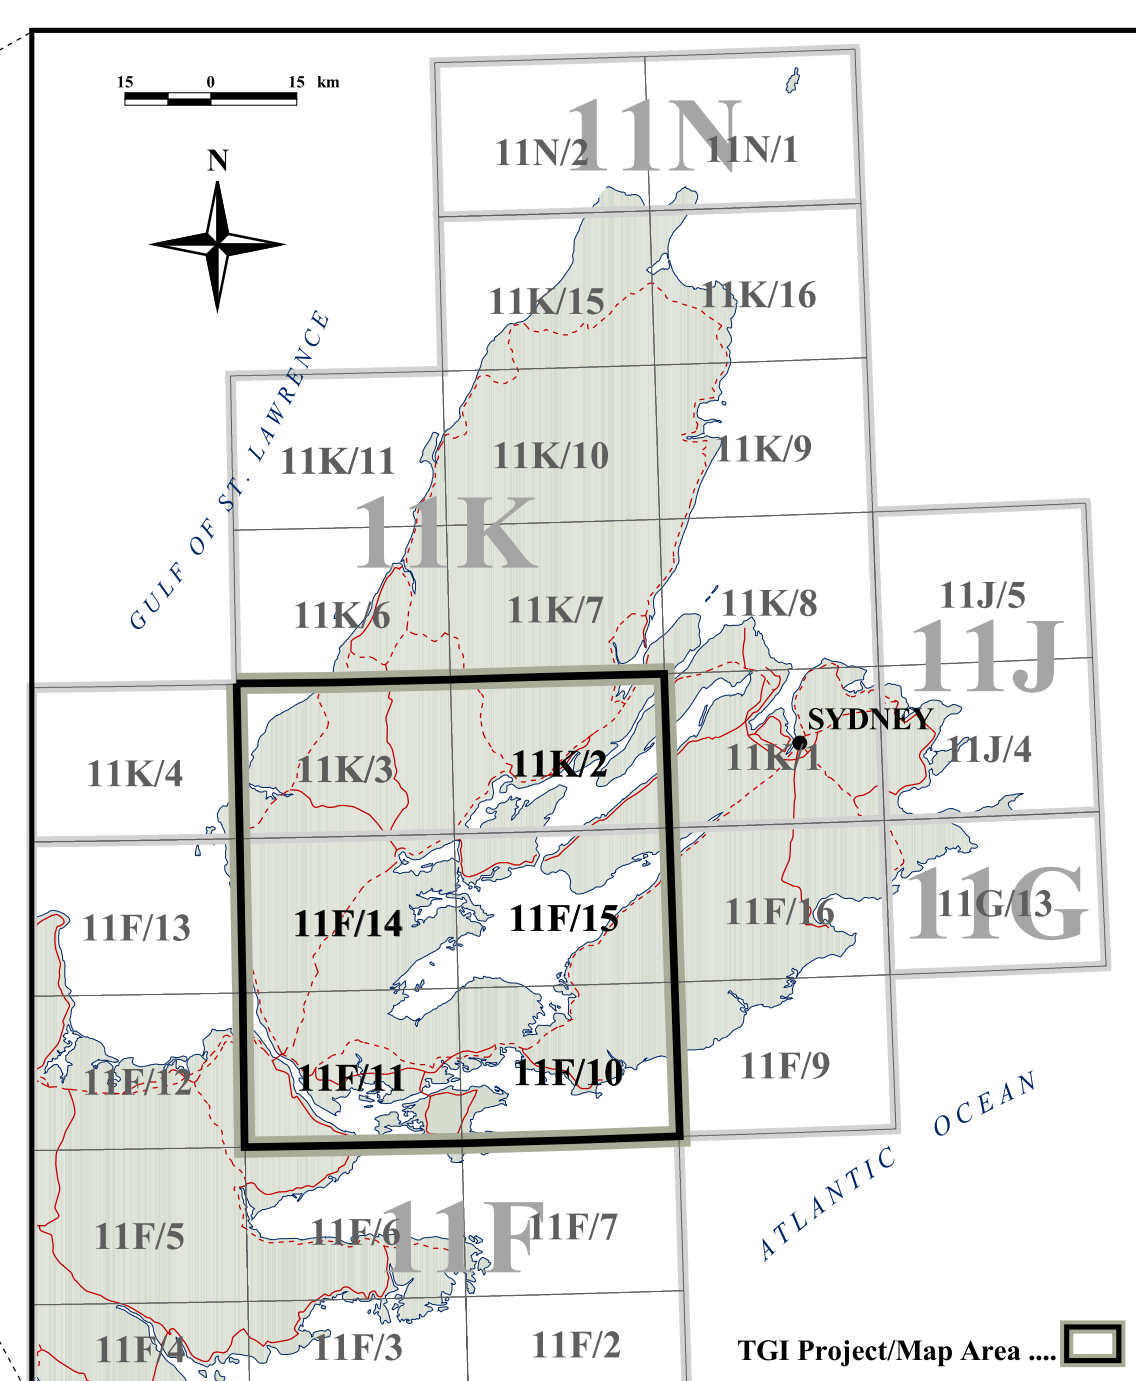 15 0 15 km
N
11N
11N/2
11N/1
11K/15
11K/16
GULF OF ST. LAWRENCE
11K/11
11K/10
11K/9
11K
11K/6
11K/7
11K/8
11J/5
11J
SYDNEY
11K/4
11K/3
11K/2
11K/1
11J/4
11F/13
11F/14
11F/15
11F/16
11G/13
11G
11F/12
11F/11
11F/10
11F/9
ATLANTIC OCEAN
11F/5
11F/6
11F
11F/7
11F/4
11F/3
11F/2
TGI Project/Map Area ....